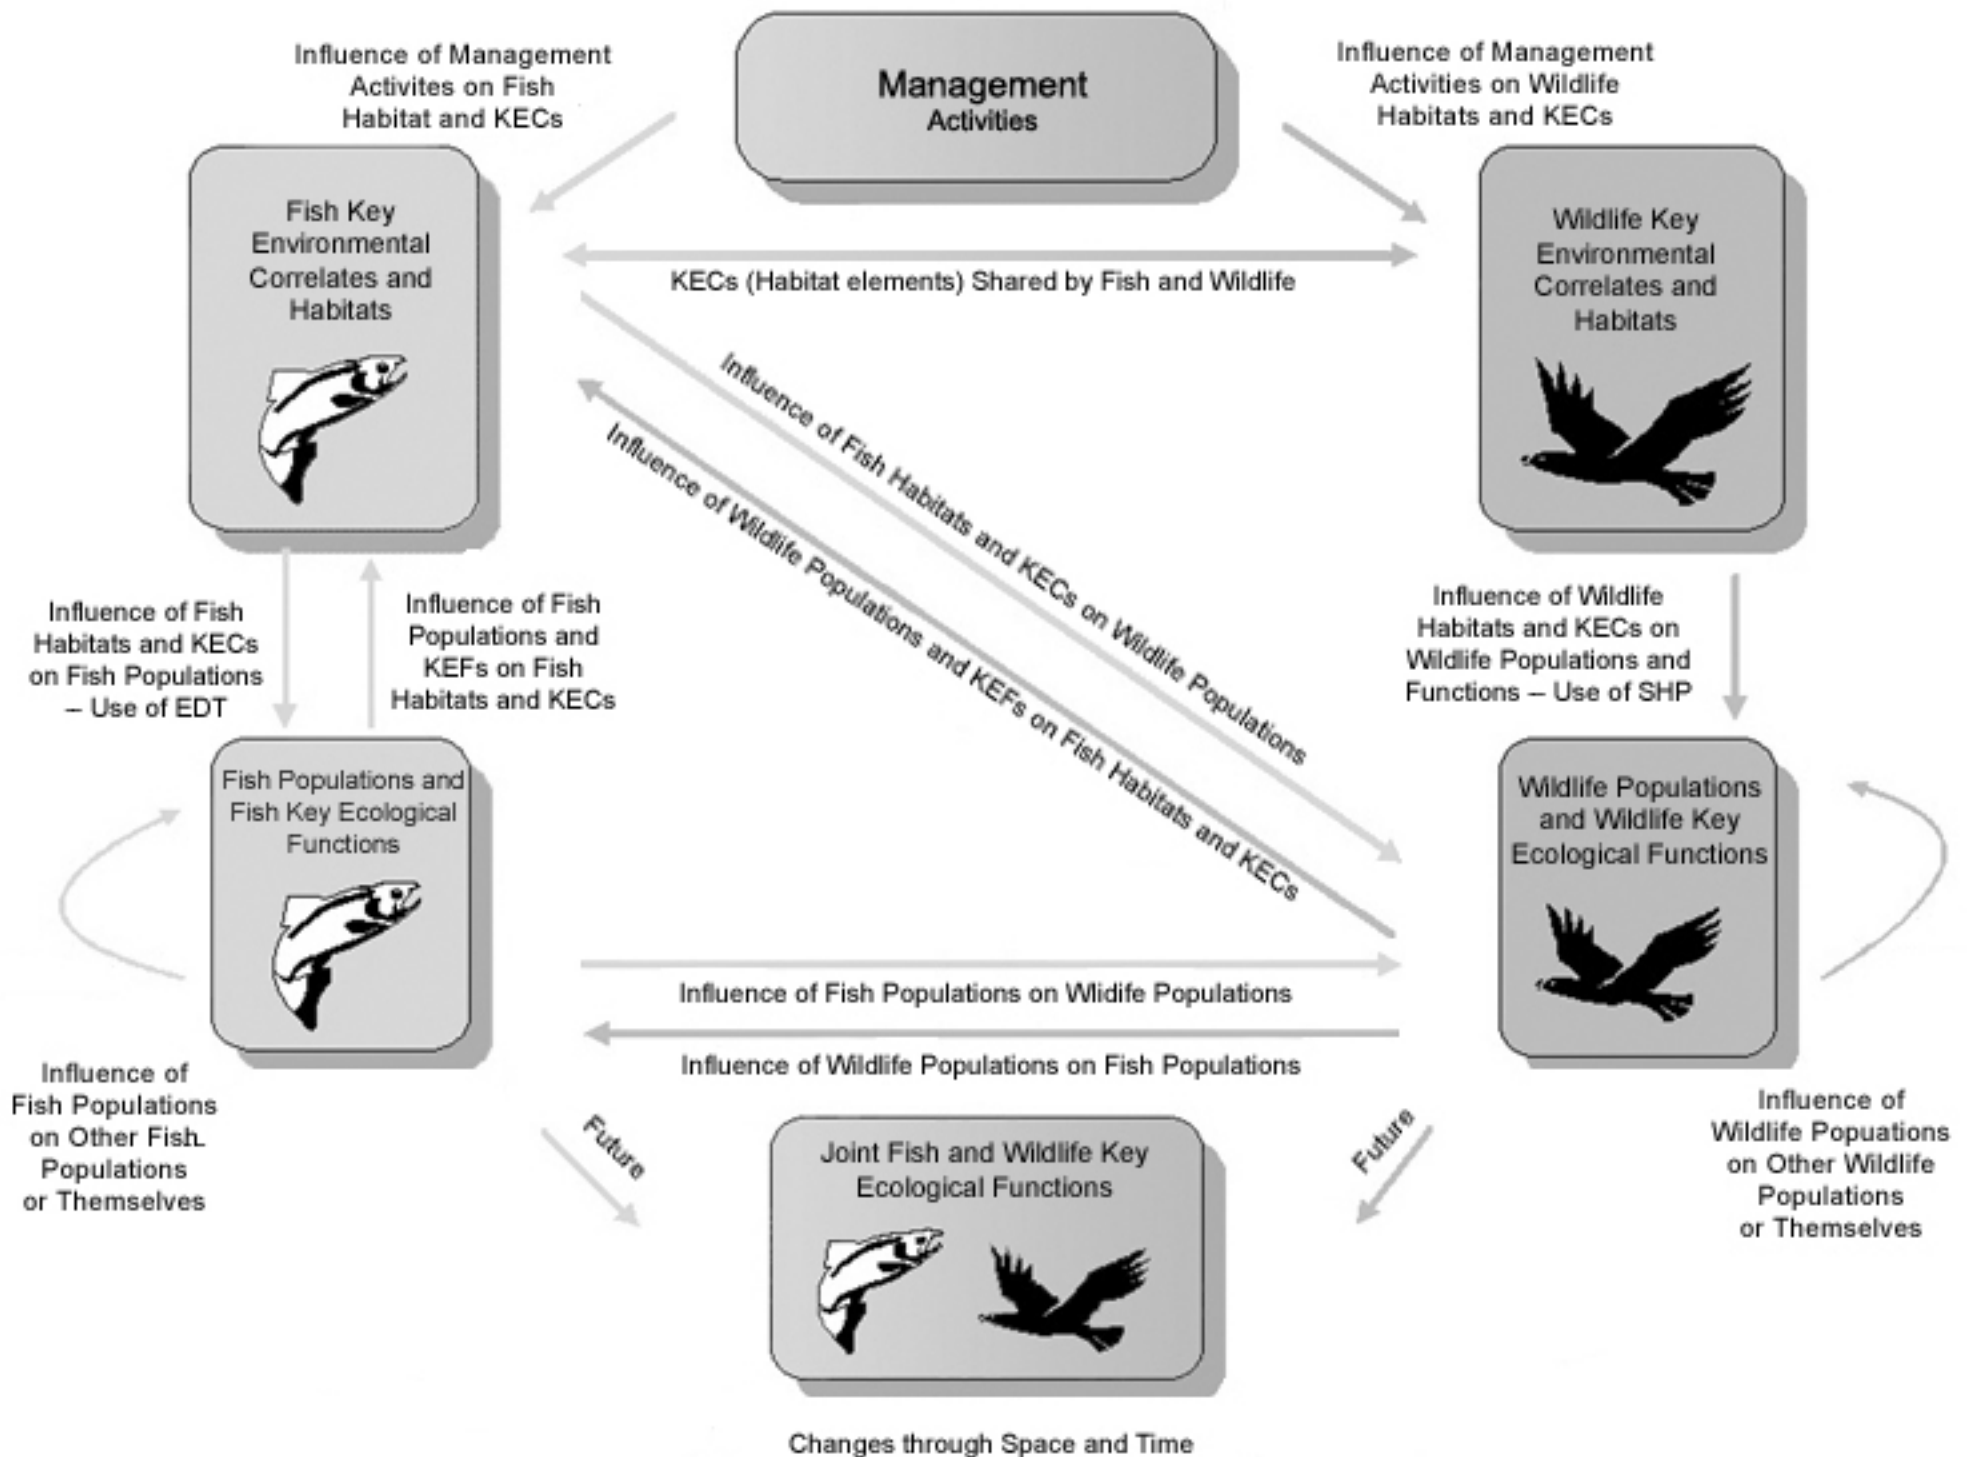 Influence of Management
Activites on Fish
Habitat and KECs
Management
Activities
Influence of Management
Activities on Wildlife
Habitats and KECs
Fish Key
Environmental
Correlates and
Habitats
KECs (Habitat elements) Shared by Fish and Wildlife
Wildlife Key
Environmental
Correlates and
Habitats
Influence of Fish Habitats and KECs on Wildlife Populations
Influence of Wildlife Populations and KEFs on Fish Habitats and KECs
Influence of Fish
Habitats and KECs
on Fish Populations
– Use of EDT
Influence of Fish
Populations and
KEFs on Fish
Habitats and KECs
Influence of Wildlife
Habitats and KECs on
Wildlife Populations and
Functions – Use of SHP
Fish Populations and
Fish Key Ecological
Functions
Wildlife Populations
and Wildlife Key
Ecological Functions
Influence of Fish Populations on Wlidife Populations
Influence of Wildlife Populations on Fish Populations
Influence of
Fish Populations
on Other Fish.
Populations
or Themselves
Future
Future
Influence of
Wildlife Popuations
on Other Wildlife
Populations
or Themselves
Joint Fish and Wildlife Key
Ecological Functions
Changes through Space and Time